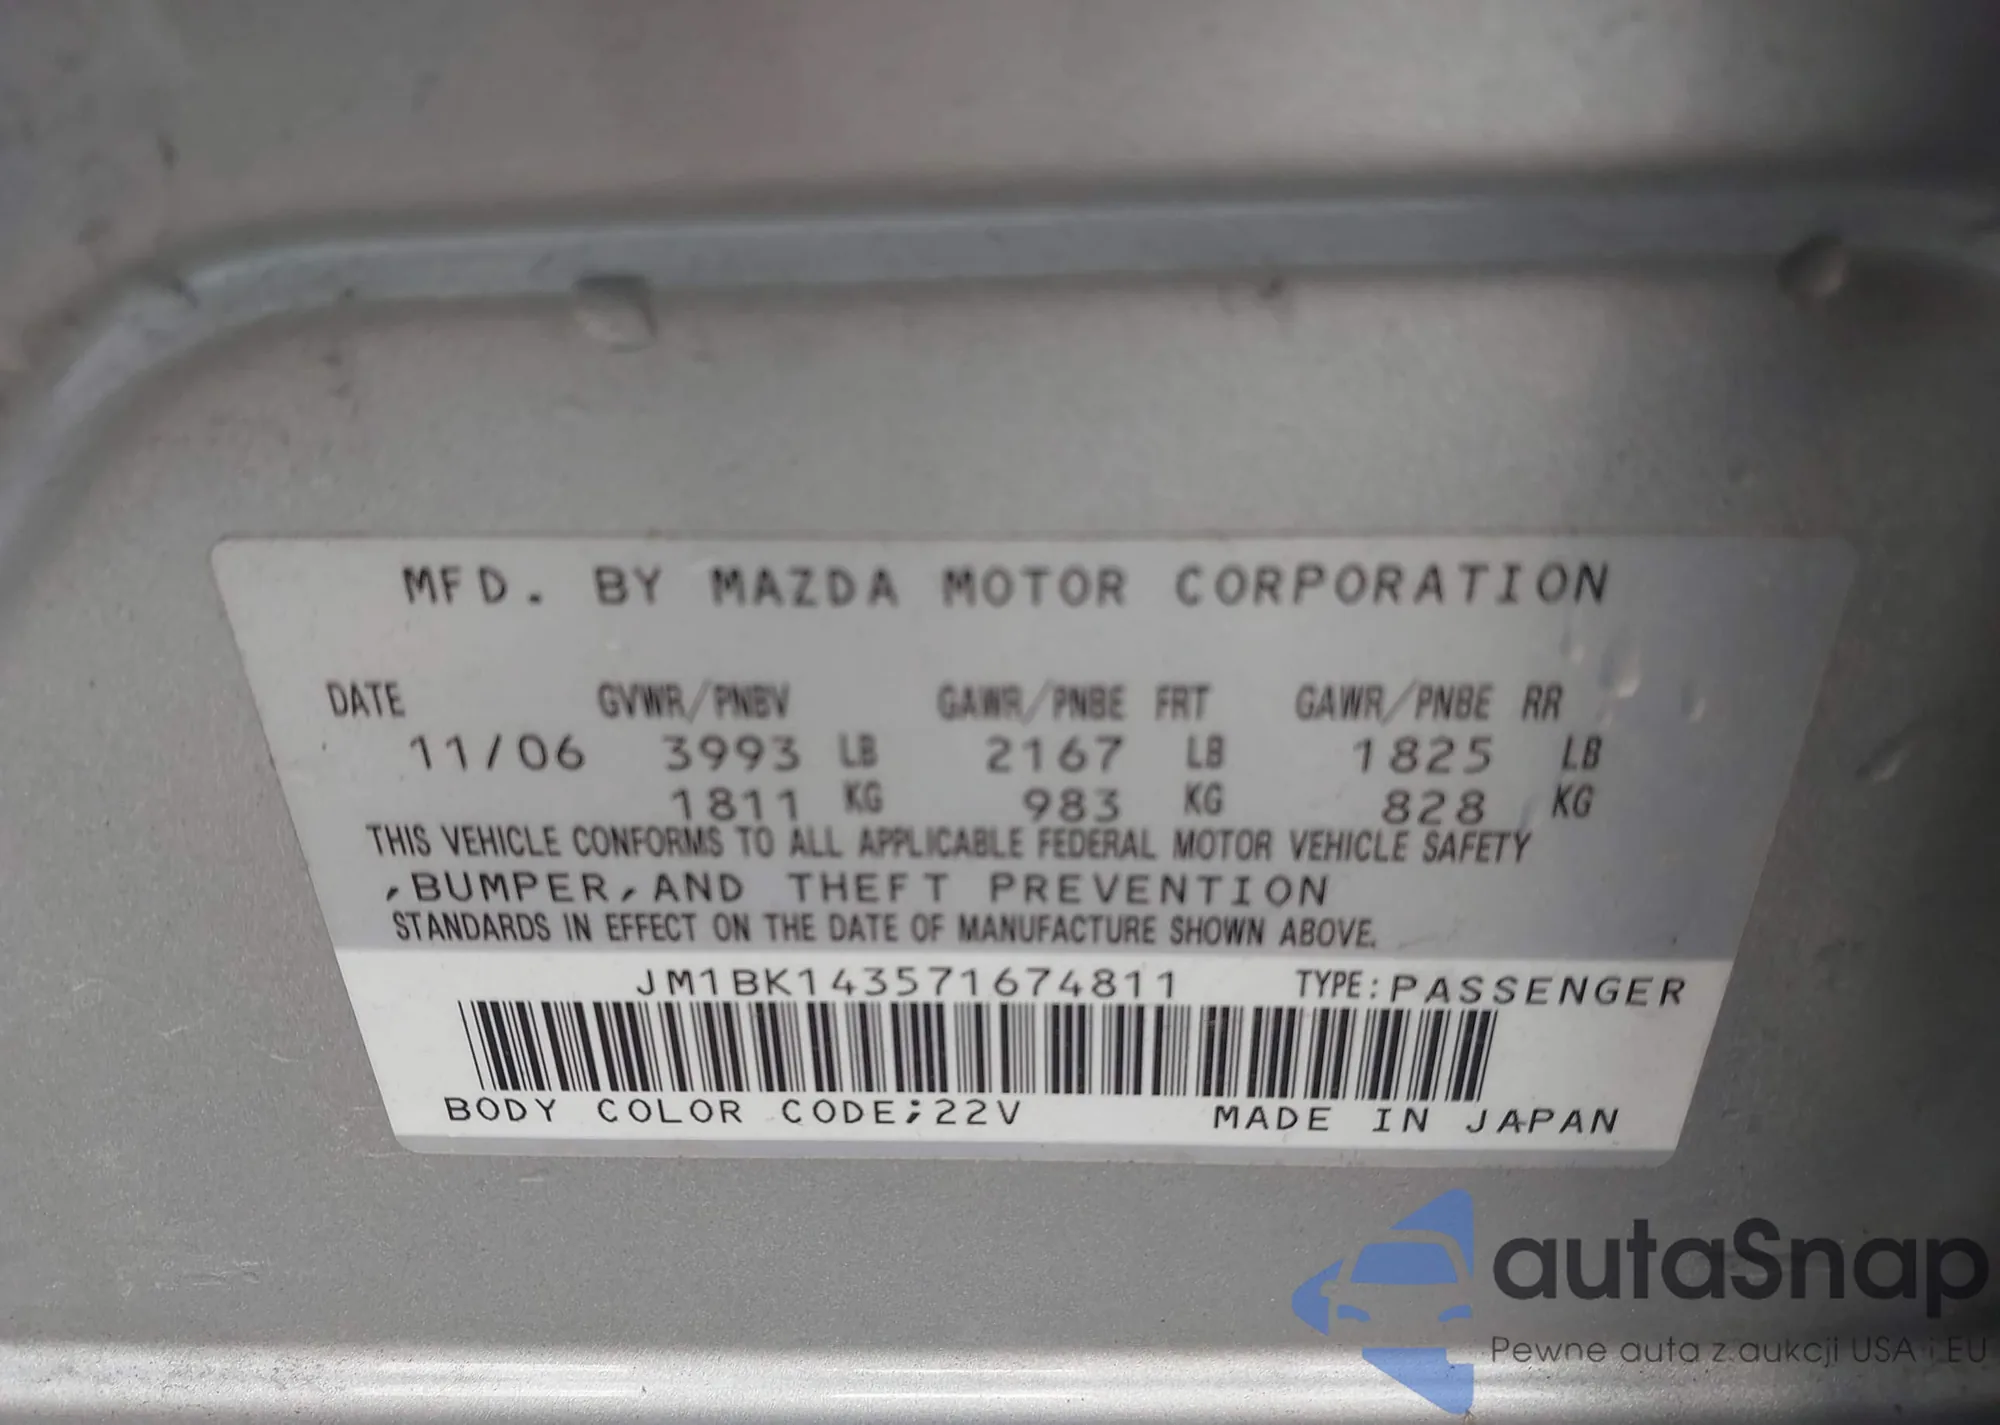 MFD. BY MAZDA MOTOR CORPORATION
DATE GVWR/PNBV GAWR/PNBE FRT GAWR/PNBE RR
11/06 3993 LB 2167 LB 1825 LB
1811 KG 983 KG 828 KG
THIS VEHICLE CONFORMS TO ALL APPLICABLE FEDERAL MOTOR VEHICLE SAFETY
,BUMPER,AND THEFT PREVENTION
STANDARDS IN EFFECT ON THE DATE OF MANUFACTURE SHOWN ABOVE.
JM1BK143571674811 TYPE:PASSENGER
BODY COLOR CODE;22V MADE IN JAPAN
autaSnap
Pewne auta z aukcji USA i EU